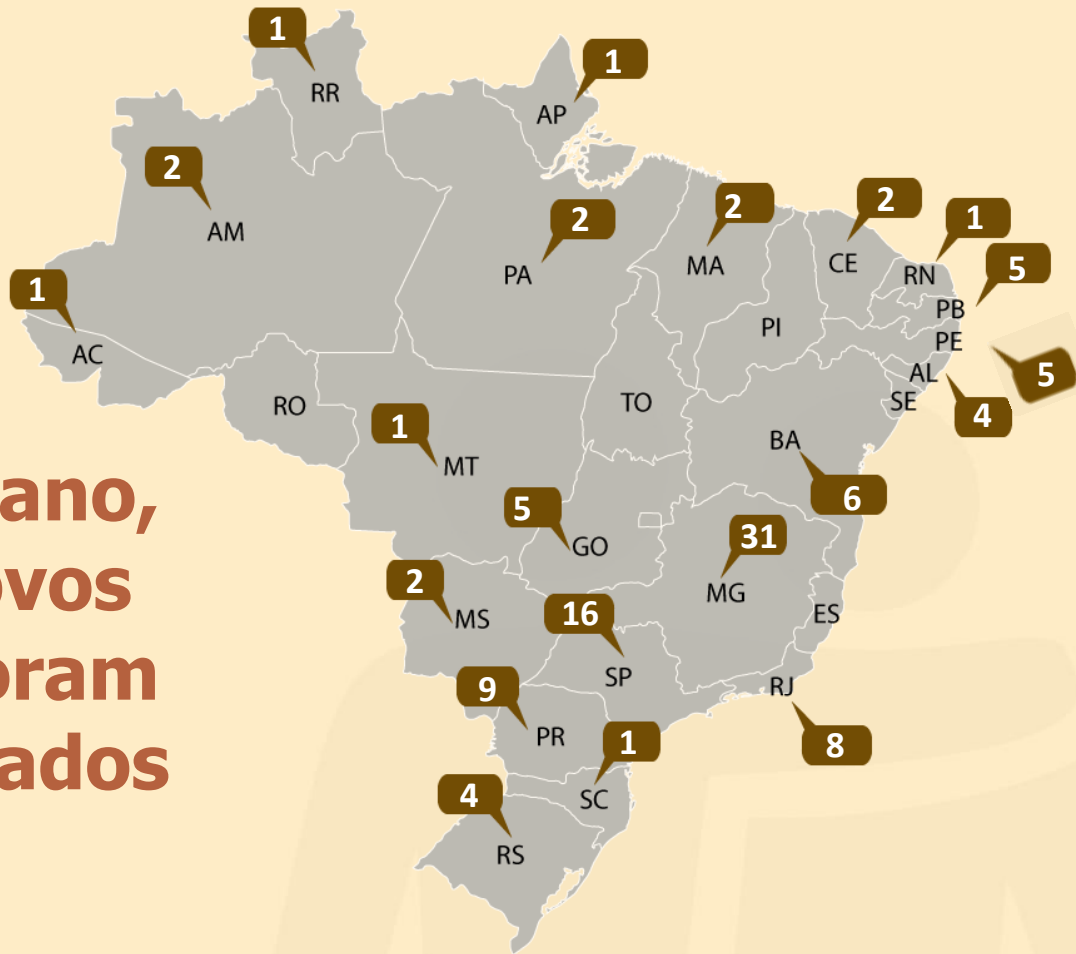 1
RR
1
AP
2
AM
2
PA
2
MA
2
CE
1
RN
5
PB
1
AC
PI
PE
5
AL
4
SE
RO
TO
1
MT
BA
6
5
GO
31
MG
2
MS
16
SP
ES
RJ
8
9
PR
1
SC
4
RS
ano,
ovos
oram
ados